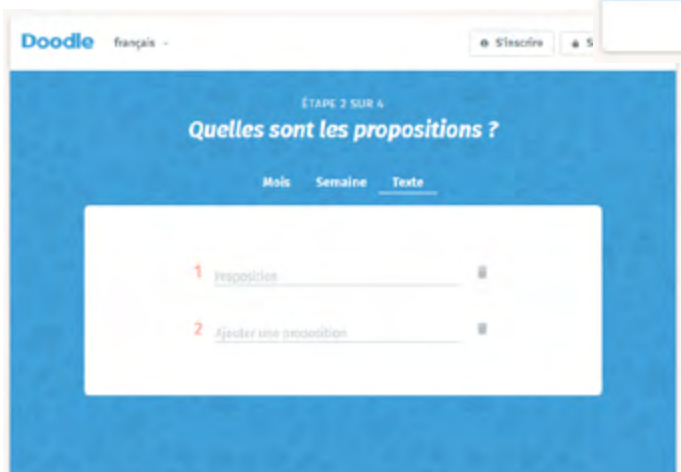 Doodle français
S'inscrire S
ÉTAPE 2 SUR 4
Quelles sont les propositions ?
Mois Semaine Texte
1 Proposition
2 Ajouter une proposition